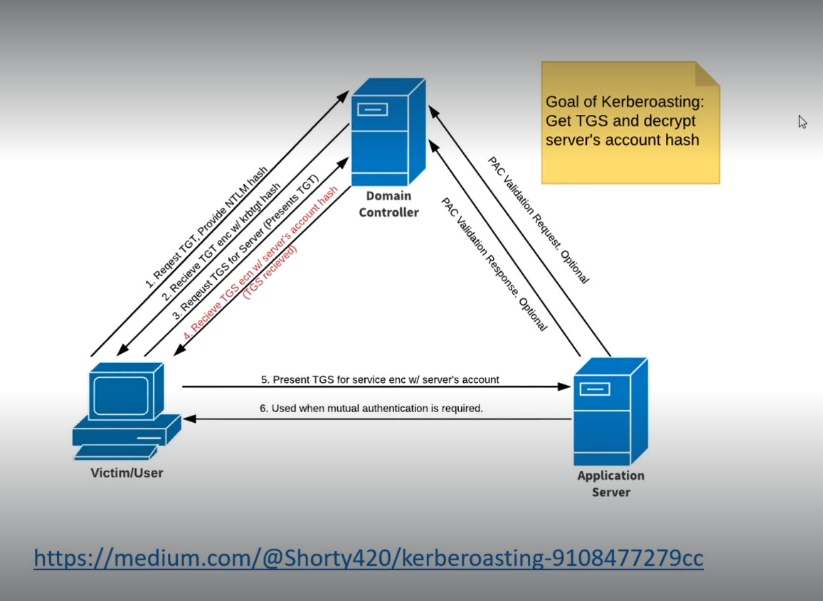 Goal of Kerberoasting:
Get TGS and decrypt
server's account hash
Domain
Controller
1. Reqest TGT, Provide NTLM hash
2. Recieve TGT enc w/ krbtgt hash
3. Reqeust TGS for Server (Presents TGT)
4. Recieve TGS ecn w/ server's account hash
(TGS recieved)
PAC Validation Request. Optional
PAC Validation Response. Optional
5. Present TGS for service enc w/ server's account
6. Used when mutual authentication is required.
Victim/User
Application
Server
https://medium.com/@Shorty420/kerberoasting-9108477279cc